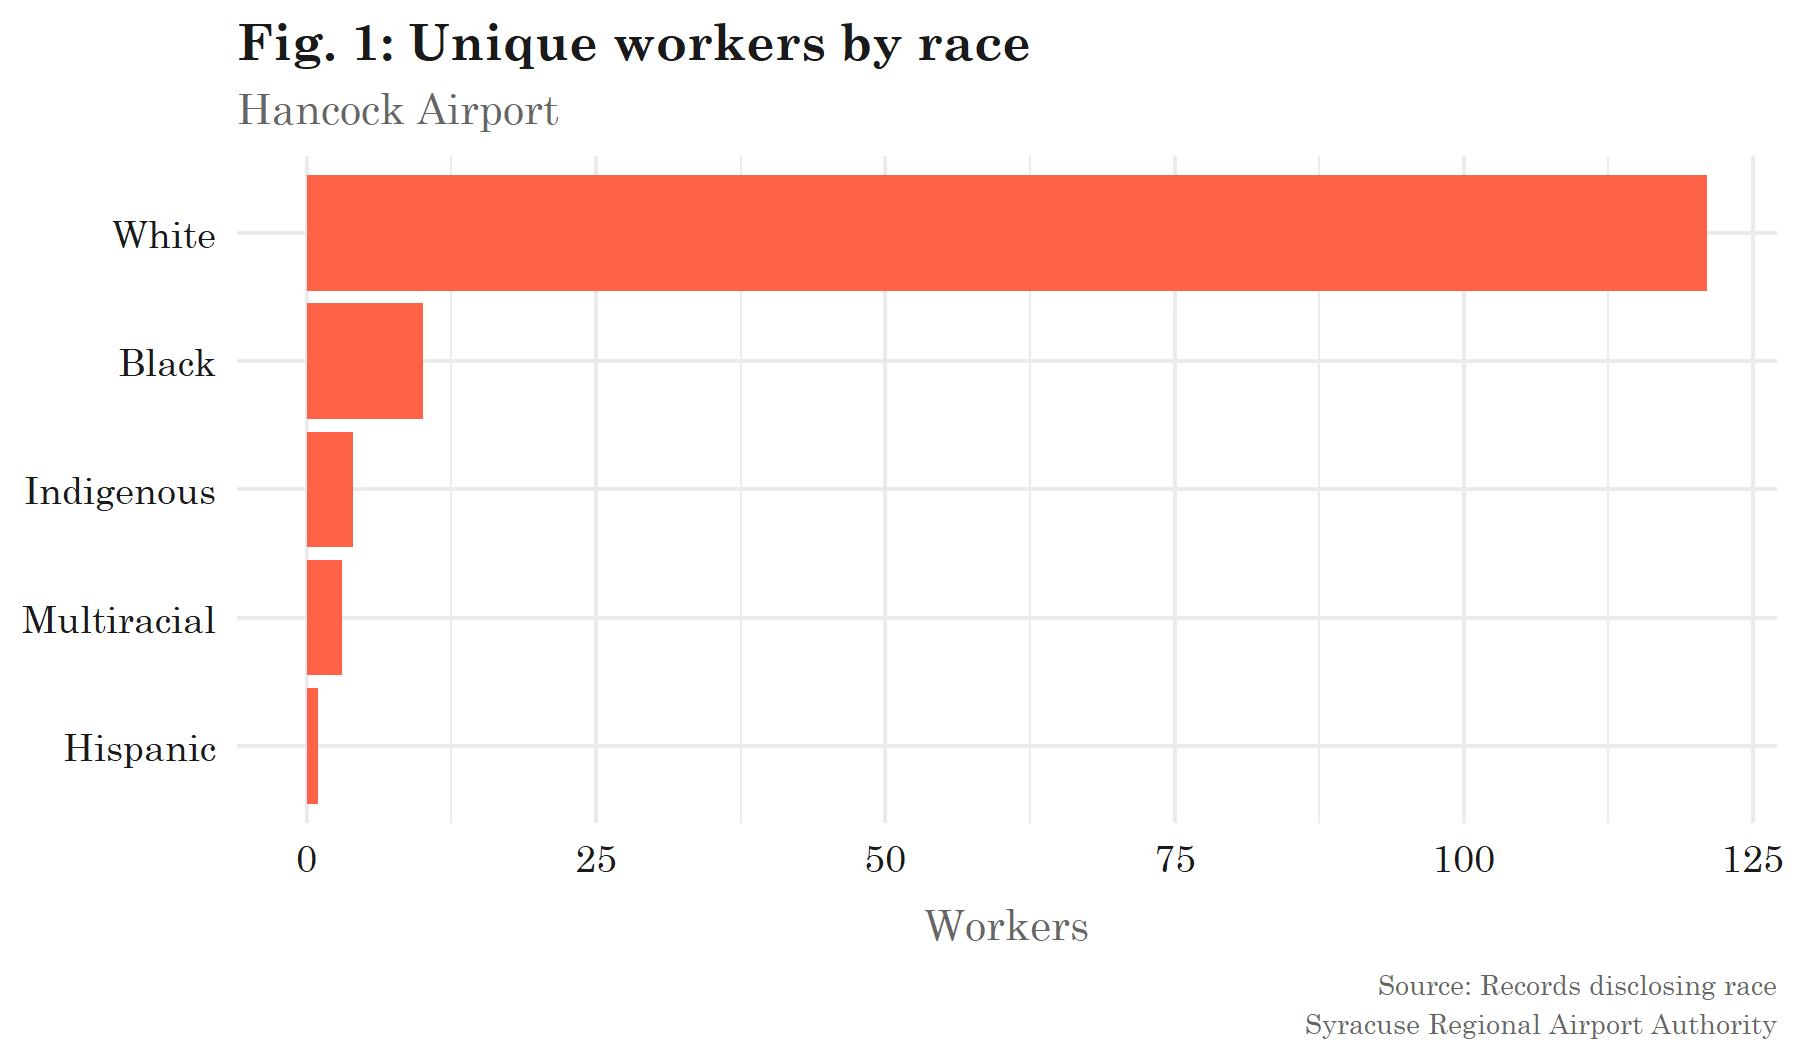 Fig. 1: Unique workers by race
Hancock Airport
White
Black
Indigenous
Multiracial
Hispanic
0 25 50 75 100 125
Workers
Source: Records disclosing race
Syracuse Regional Airport Authority